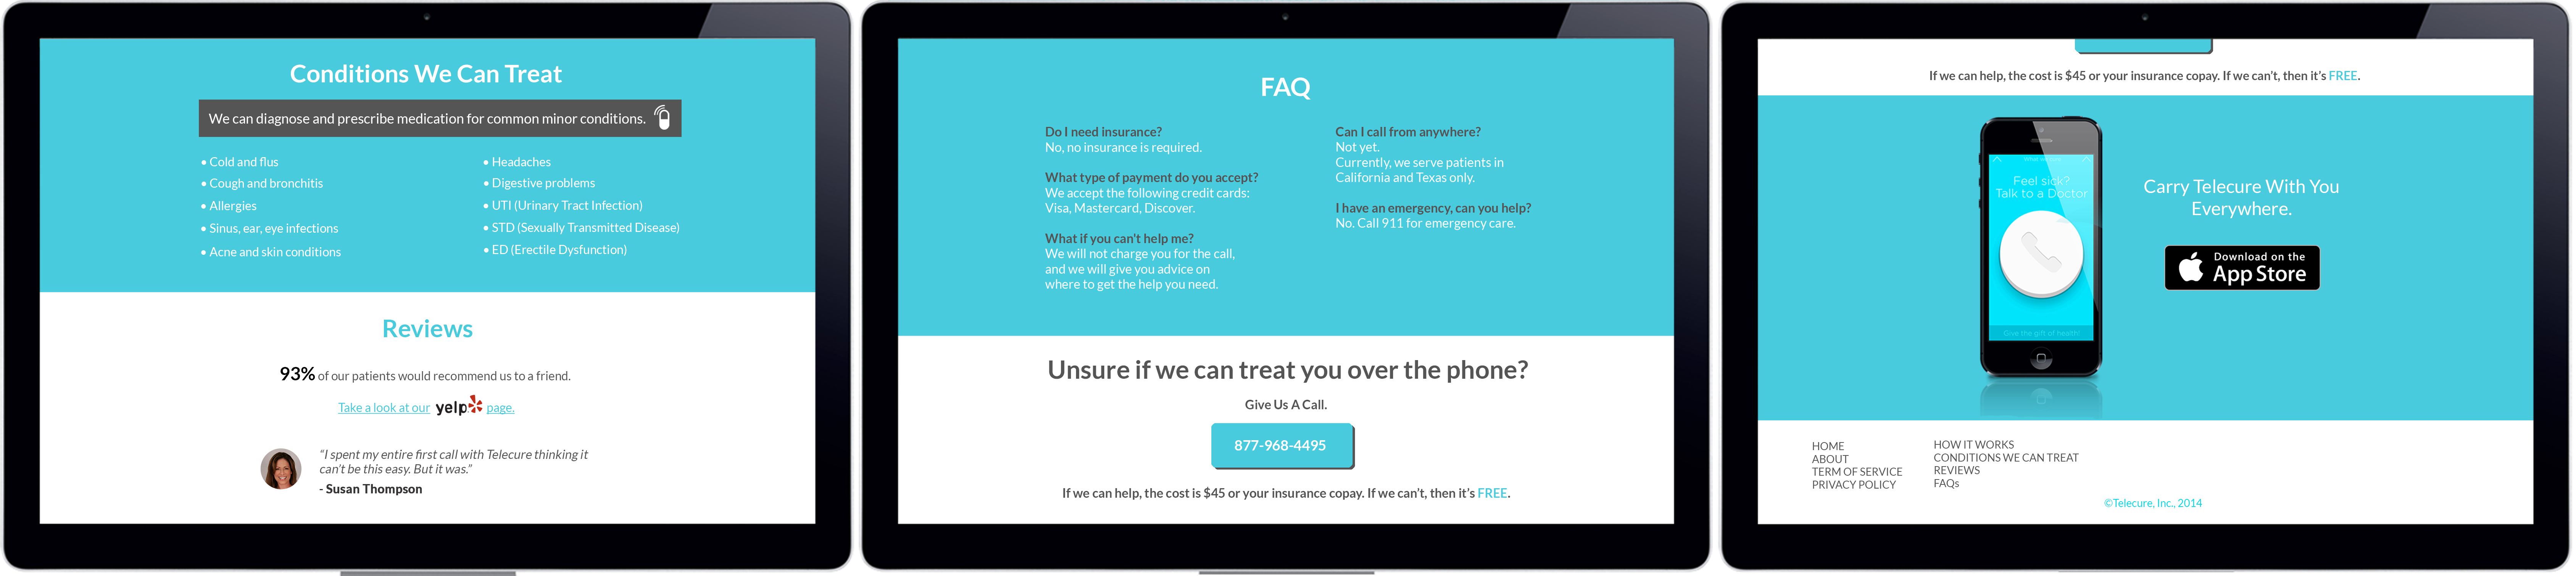 Conditions We Can Treat
We can diagnose and prescribe medication for common minor conditions.
• Cold and flus
• Cough and bronchitis
• Allergies
• Sinus, ear, eye infections
• Acne and skin conditions
• Headaches
• Digestive problems
• UTI (Urinary Tract Infection)
• STD (Sexually Transmitted Disease)
• ED (Erectile Dysfunction)
Reviews
93% of our patients would recommend us to a friend.
Take a look at our yelp page.
“I spent my entire first call with Telecure thinking it
can’t be this easy. But it was.”
- Susan Thompson
FAQ
Do I need insurance?
No, no insurance is required.
What type of payment do you accept?
We accept the following credit cards:
Visa, Mastercard, Discover.
What if you can't help me?
We will not charge you for the call,
and we will give you advice on
where to get the help you need.
Can I call from anywhere?
Not yet.
Currently, we serve patients in
California and Texas only.
I have an emergency, can you help?
No. Call 911 for emergency care.
Unsure if we can treat you over the phone?
Give Us A Call.
877-968-4495
If we can help, the cost is $45 or your insurance copay. If we can’t, then it’s FREE.
If we can help, the cost is $45 or your insurance copay. If we can’t, then it’s FREE.
Feel sick?
Talk to a Doctor
Give the gift of health!
Carry Telecure With You
Everywhere.
Download on the
App Store
HOME
ABOUT
TERM OF SERVICE
PRIVACY POLICY
HOW IT WORKS
CONDITIONS WE CAN TREAT
REVIEWS
FAQs
©Telecure, Inc., 2014